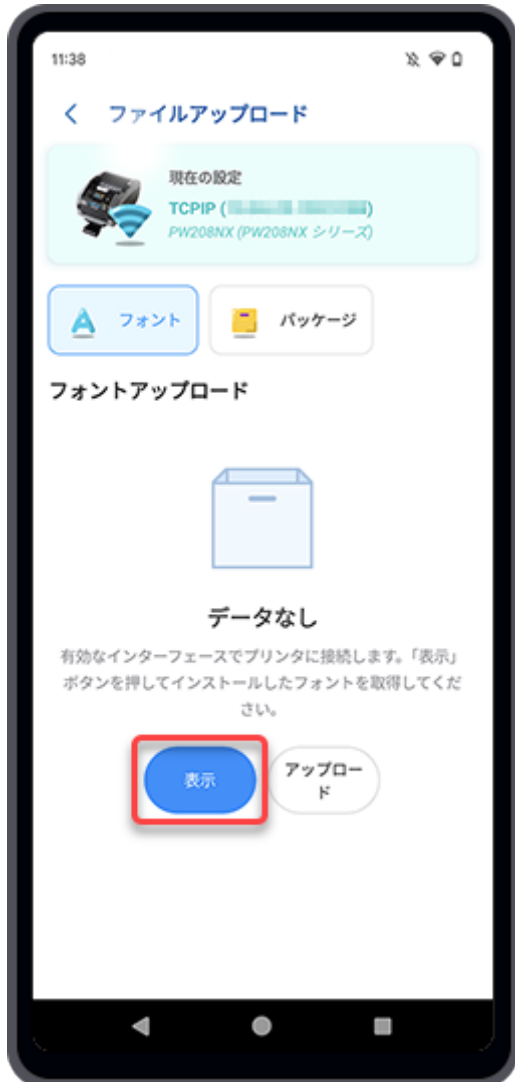 11:38
ファイルアップロード
現在の設定
TCPIP ( )
PW208NX (PW208NX シリーズ)
フォント
パッケージ
フォントアップロード
データなし
有効なインターフェースでプリンタに接続します。「表示」
ボタンを押してインストールしたフォントを取得してくだ
さい。
表示
アップロー
ド